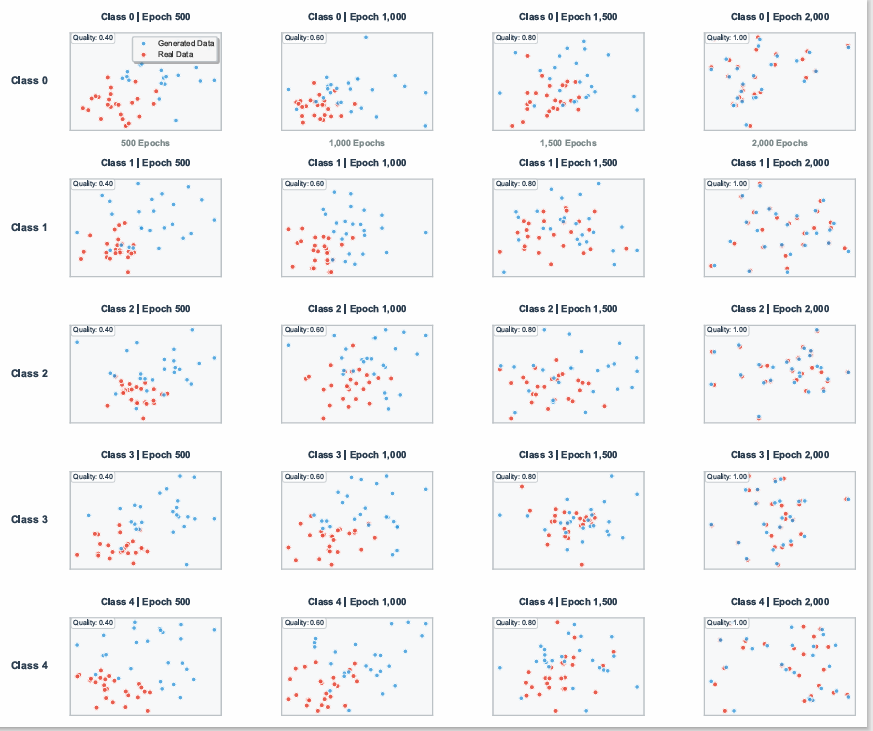 Class 0 | Epoch 500
Class 0 | Epoch 1,000
Class 0 | Epoch 1,500
Class 0 | Epoch 2,000
Class 0
Quality: 0.40
Generated Data
Real Data
Quality: 0.60
Quality: 0.80
Quality: 1.00
500 Epochs
1,000 Epochs
1,500 Epochs
2,000 Epochs
Class 1 | Epoch 500
Class 1 | Epoch 1,000
Class 1 | Epoch 1,500
Class 1 | Epoch 2,000
Class 1
Quality: 0.40
Quality: 0.60
Quality: 0.80
Quality: 1.00
Class 2 | Epoch 500
Class 2 | Epoch 1,000
Class 2 | Epoch 1,500
Class 2 | Epoch 2,000
Class 2
Quality: 0.40
Quality: 0.60
Quality: 0.80
Quality: 1.00
Class 3 | Epoch 500
Class 3 | Epoch 1,000
Class 3 | Epoch 1,500
Class 3 | Epoch 2,000
Class 3
Quality: 0.40
Quality: 0.60
Quality: 0.80
Quality: 1.00
Class 4 | Epoch 500
Class 4 | Epoch 1,000
Class 4 | Epoch 1,500
Class 4 | Epoch 2,000
Class 4
Quality: 0.40
Quality: 0.60
Quality: 0.80
Quality: 1.00